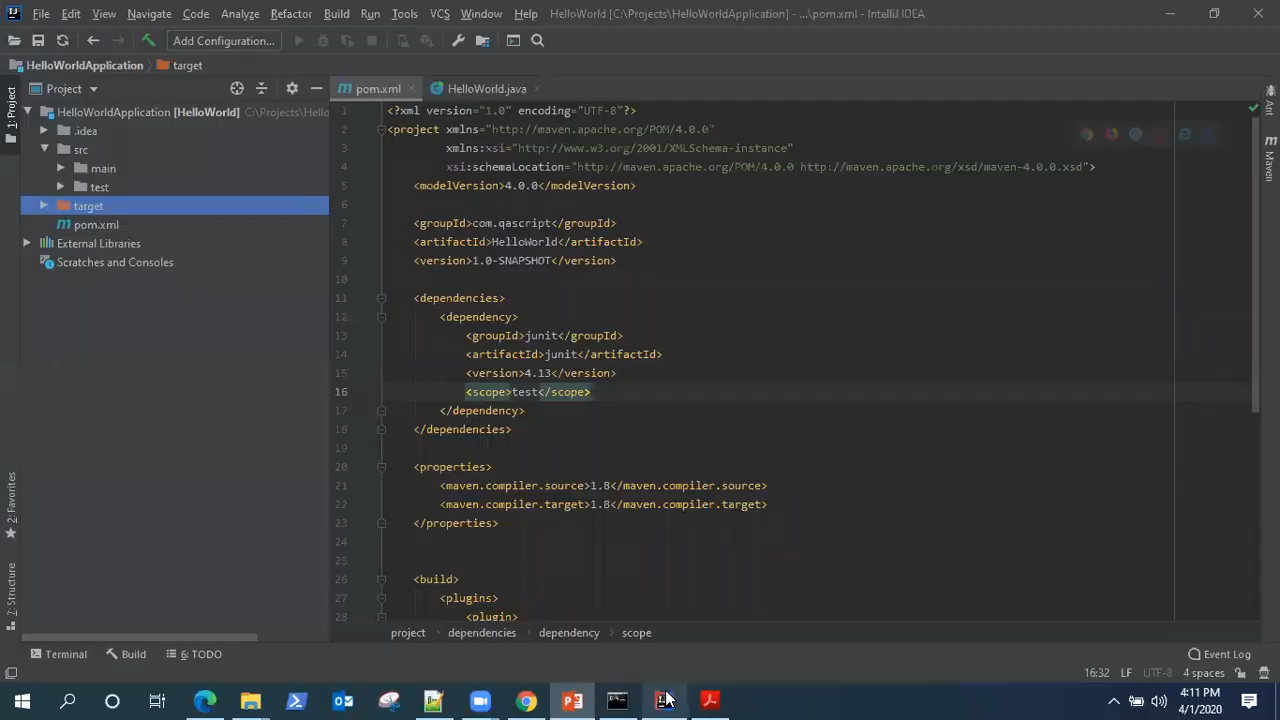 File Edit View Navigate Code Analyze Refactor Build Run Tools VCS Window Help HelloWorld [C:\Projects\HelloWorldApplication] - ...\pom.xml - IntelliJ IDEA
Add Configuration...
HelloWorldApplication target
Project pom.xml HelloWorld.java
1: Project
HelloWorldApplication [HelloWorld] C:\Projects\Hello
.idea
src
main
test
target
pom.xml
External Libraries
Scratches and Consoles
2: Favorites
7: Structure
Ant
Maven
1 <?xml version="1.0" encoding="UTF-8"?>
2 <project xmlns="http://maven.apache.org/POM/4.0.0"
3 xmlns:xsi="http://www.w3.org/2001/XMLSchema-instance"
4 xsi:schemaLocation="http://maven.apache.org/POM/4.0.0 http://maven.apache.org/xsd/maven-4.0.0.xsd">
5 <modelVersion>4.0.0</modelVersion>
6
7 <groupId>com.qascript</groupId>
8 <artifactId>HelloWorld</artifactId>
9 <version>1.0-SNAPSHOT</version>
10
11 <dependencies>
12 <dependency>
13 <groupId>junit</groupId>
14 <artifactId>junit</artifactId>
15 <version>4.13</version>
16 <scope>test</scope>
17 </dependency>
18 </dependencies>
19
20 <properties>
21 <maven.compiler.source>1.8</maven.compiler.source>
22 <maven.compiler.target>1.8</maven.compiler.target>
23 </properties>
24
25
26 <build>
27 <plugins>
28 <plugin>
project dependencies dependency scope
Terminal Build 6: TODO Event Log
16:32 LF UTF-8 4 spaces
4:11 PM
4/1/2020